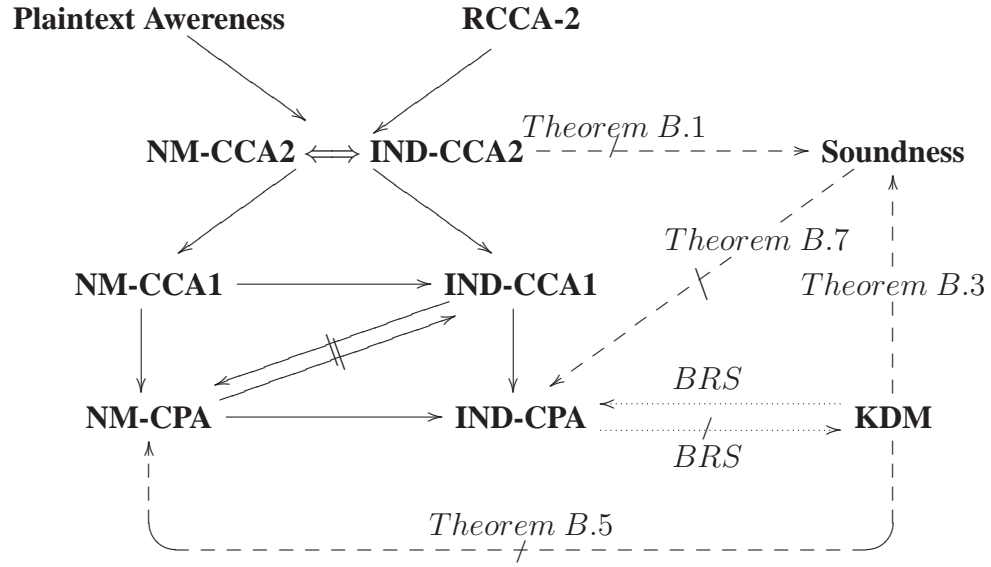 Plaintext Awereness RCCA-2
Theorem B.1
NM-CCA2 IND-CCA2 Soundness
Theorem B.7
NM-CCA1 IND-CCA1 Theorem B.3
BRS
NM-CPA IND-CPA KDM
BRS
Theorem B.5